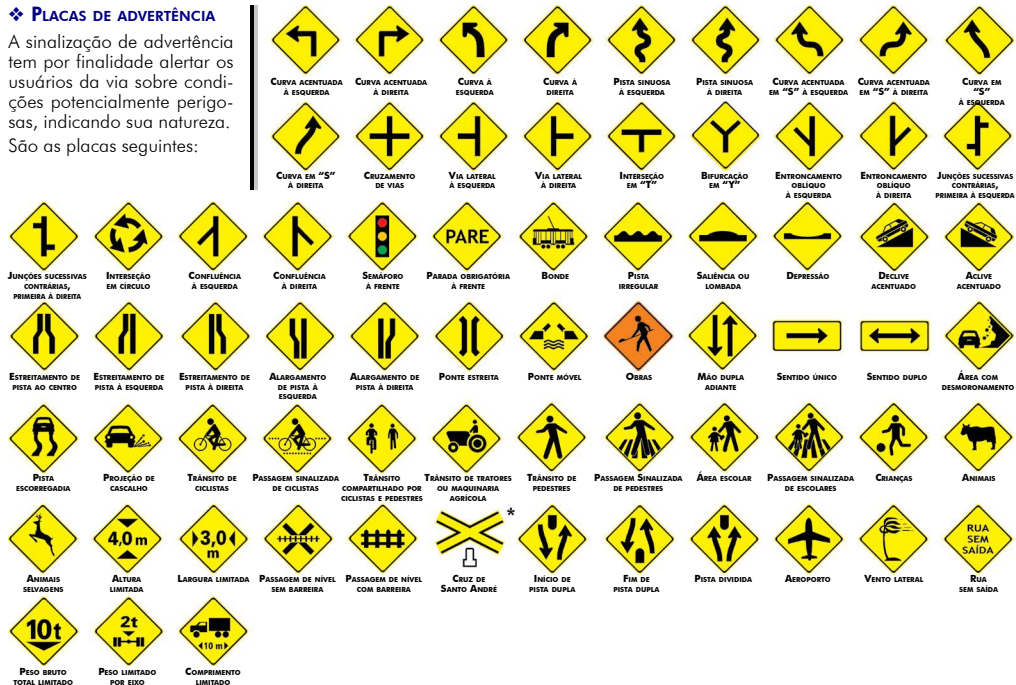 ❖ PLACAS DE ADVERTÊNCIA
A sinalização de advertência
tem por finalidade alertar os
usuários da via sobre condi-
ções potencialmente perigo-
sas, indicando sua natureza.
São as placas seguintes:
CURVA ACENTUADA
À ESQUERDA
CURVA ACENTUADA
À DIREITA
CURVA À
ESQUERDA
CURVA À
DIREITA
PISTA SINUOSA
À ESQUERDA
PISTA SINUOSA
À DIREITA
CURVA ACENTUADA
EM "S" À ESQUERDA
CURVA ACENTUADA
EM "S" À DIREITA
CURVA EM
"S"
À ESQUERDA
CURVA EM "S"
À DIREITA
CRUZAMENTO
DE VIAS
VIA LATERAL
À ESQUERDA
VIA LATERAL
À DIREITA
INTERSEÇÃO
EM "T"
BIFURCAÇÃO
EM "Y"
ENTRONCAMENTO
OBLÍQUO
À ESQUERDA
ENTRONCAMENTO
OBLÍQUO
À DIREITA
JUNÇÕES SUCESSIVAS
CONTRÁRIAS,
PRIMEIRA À ESQUERDA
JUNÇÕES SUCESSIVAS
CONTRÁRIAS,
PRIMEIRA À DIREITA
INTERSEÇÃO
EM CÍRCULO
CONFLUÊNCIA
À ESQUERDA
CONFLUÊNCIA
À DIREITA
SEMÁFORO
À FRENTE
PARE
PARADA OBRIGATÓRIA
À FRENTE
BONDE
PISTA
IRREGULAR
SALIÊNCIA OU
LOMBADA
DEPRESSÃO
DECLIVE
ACENTUADO
ACLIVE
ACENTUADO
ESTREITAMENTO DE
PISTA AO CENTRO
ESTREITAMENTO DE
PISTA À ESQUERDA
ESTREITAMENTO DE
PISTA À DIREITA
ALARGAMENTO
DE PISTA À
ESQUERDA
ALARGAMENTO DE
PISTA À DIREITA
PONTE ESTREITA
PONTE MÓVEL
OBRAS
MÃO DUPLA
ADIANTE
SENTIDO ÚNICO
SENTIDO DUPLO
ÁREA COM
DESMORONAMENTO
PISTA
ESCORREGADIA
PROJEÇÃO DE
CASCALHO
TRÂNSITO DE
CICLISTAS
PASSAGEM SINALIZADA
DE CICLISTAS
TRÂNSITO
COMPARTILHADO POR
CICLISTAS E PEDESTRES
TRÂNSITO DE TRATORES
OU MAQUINARIA
AGRÍCOLA
TRÂNSITO DE
PEDESTRES
PASSAGEM SINALIZADA
DE PEDESTRES
ÁREA ESCOLAR
PASSAGEM SINALIZADA
DE ESCOLARES
CRIANÇAS
ANIMAIS
ANIMAIS
SELVAGENS
4,0 m
ALTURA
LIMITADA
3,0
m
LARGURA LIMITADA
PASSAGEM DE NÍVEL
SEM BARREIRA
PASSAGEM DE NÍVEL
COM BARREIRA
*
CRUZ DE
SANTO ANDRÉ
INÍCIO DE
PISTA DUPLA
FIM DE
PISTA DUPLA
PISTA DIVIDIDA
AEROPORTO
VENTO LATERAL
RUA
SEM
SAÍDA
RUA
SEM SAÍDA
10t
PESO BRUTO
TOTAL LIMITADO
2t
PESO LIMITADO
POR EIXO
10 m
COMPRIMENTO
LIMITADO